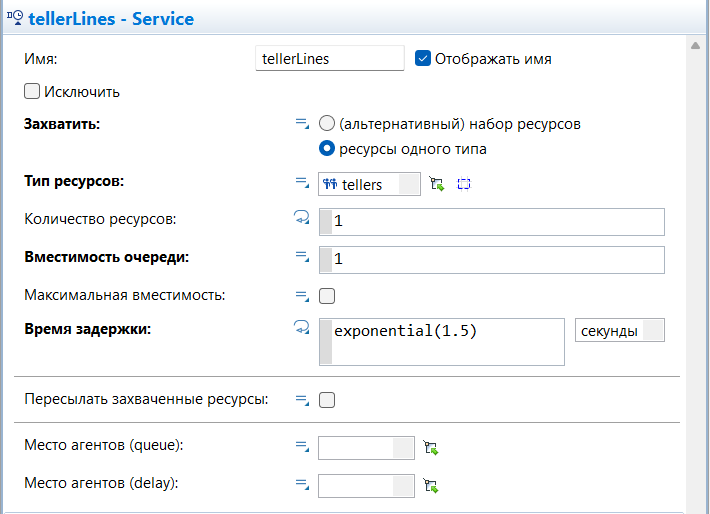 tellerLines - Service
Имя: tellerLines Отображать имя
Исключить
Захватить: (альтернативный) набор ресурсов
ресурсы одного типа
Тип ресурсов: tellers
Количество ресурсов: 1
Вместимость очереди: 1
Максимальная вместимость:
Время задержки: exponential(1.5) секунды
Пересылать захваченные ресурсы:
Место агентов (queue):
Место агентов (delay):